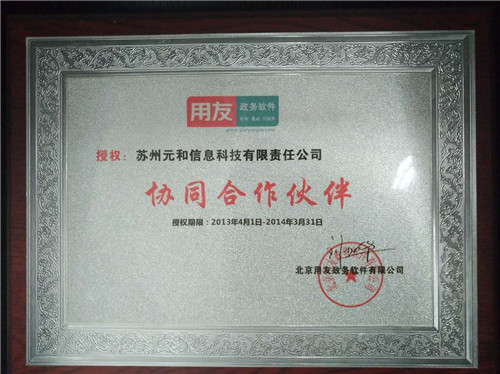 用友 政务软件
授权：苏州元和信息科技有限责任公司
协同合作伙伴
授权期限：2013年4月1日-2014年3月31日
北京用友政务软件有限公司